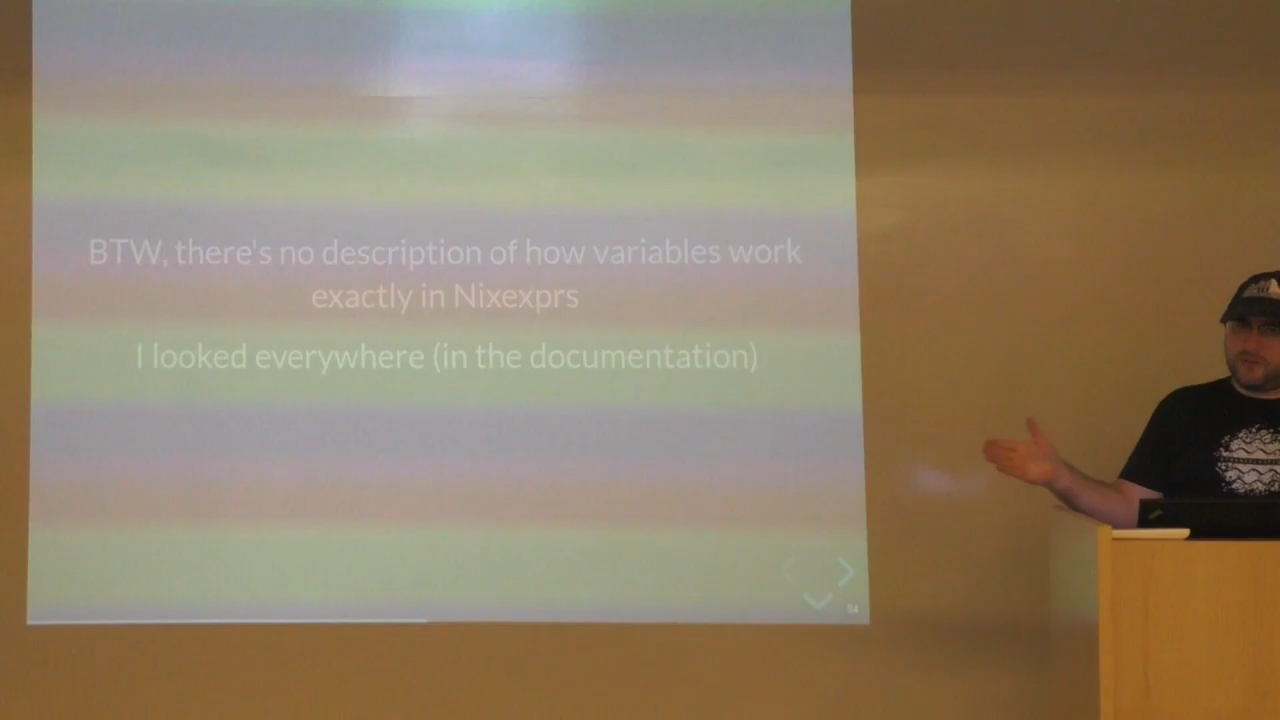 BTW, there's no description of how variables work
exactly in Nixexprs
I looked everywhere (in the documentation)